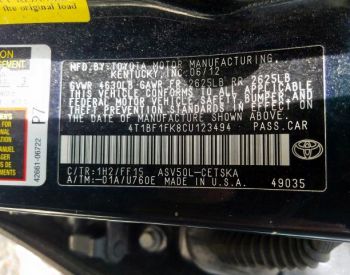 MFD. BY: TOYOTA MOTOR MANUFACTURING,
KENTUCKY, INC. 06/12
GVWR 4630LB GAWR FR 2625LB RR 2625LB
THIS VEHICLE CONFORMS TO ALL APPLICABLE
FEDERAL MOTOR VEHICLE SAFETY, BUMPER, AND
THEFT PREVENTION STANDARDS IN EFFECT ON
THE DATE OF MANUFACTURE SHOWN ABOVE.
4T1BF1FK8CU123494 PASS.CAR
C/TR:1H2/FF15 ASV50L-CETSKA
A/TM:-01A/U760E MADE IN U.S.A.
49035
TOYOTA
P7
42661-06722